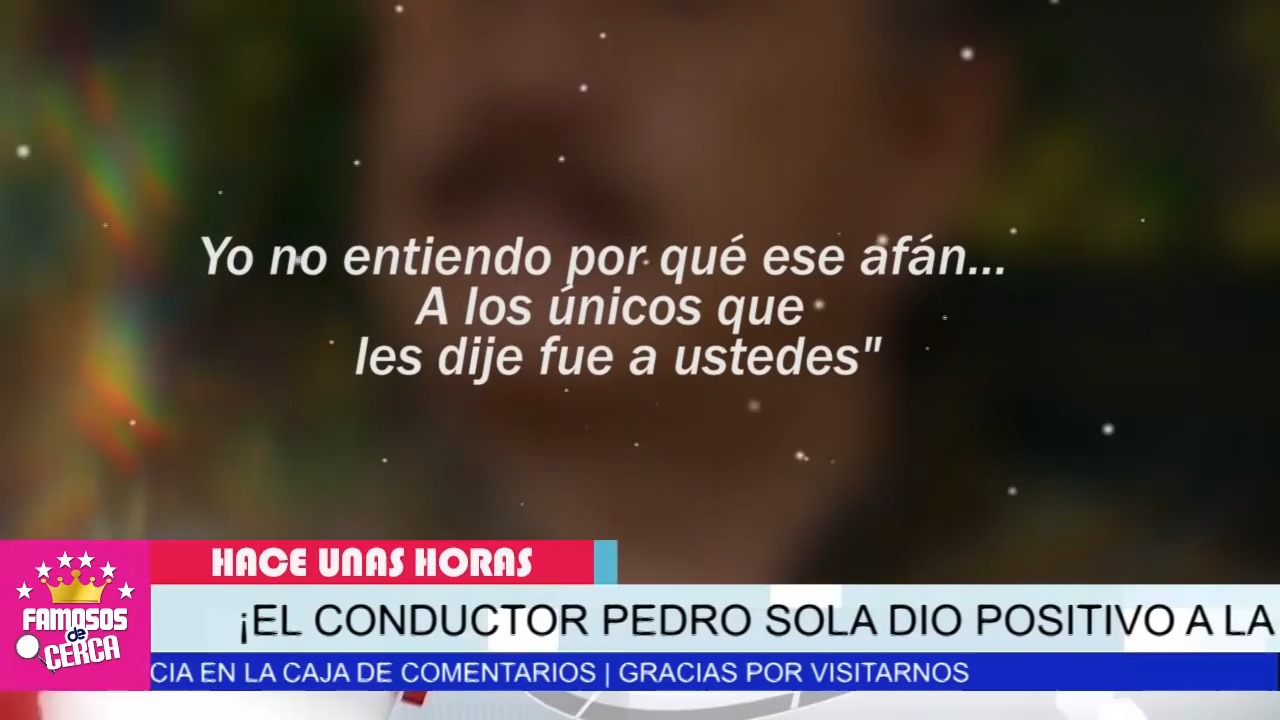 Yo no entiendo por qué ese afán...
A los únicos que
les dije fue a ustedes"
HACE UNAS HORAS
FAMOSOS
de
CERCA
¡EL CONDUCTOR PEDRO SOLA DIO POSITIVO A LA
CIA EN LA CAJA DE COMENTARIOS | GRACIAS POR VISITARNOS